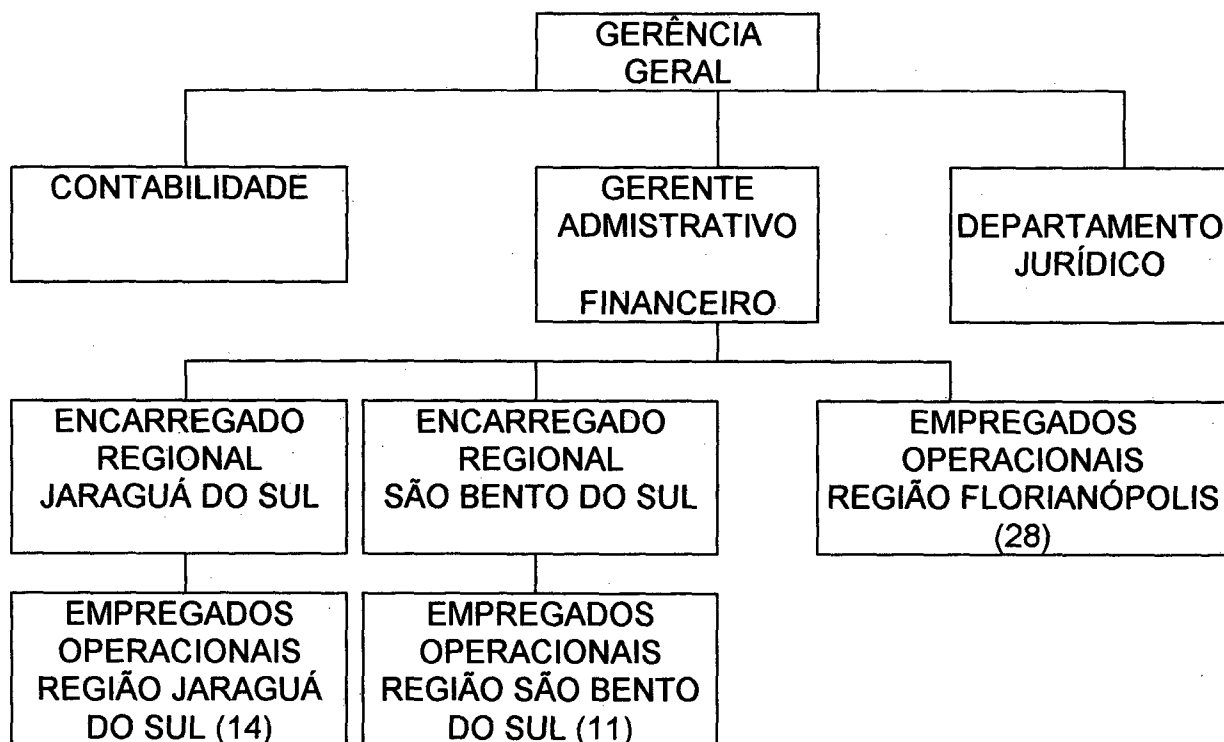 GERÊNCIA
GERAL
CONTABILIDADE
GERENTE
ADMISTRATIVO
FINANCEIRO
DEPARTAMENTO
JURÍDICO
ENCARREGADO
REGIONAL
JARAGUÁ DO SUL
ENCARREGADO
REGIONAL
SÃO BENTO DO SUL
EMPREGADOS
OPERACIONAIS
REGIÃO FLORIANÓPOLIS
(28)
EMPREGADOS
OPERACIONAIS
REGIÃO JARAGUÁ
DO SUL (14)
EMPREGADOS
OPERACIONAIS
REGIÃO SÃO BENTO
DO SUL (11)